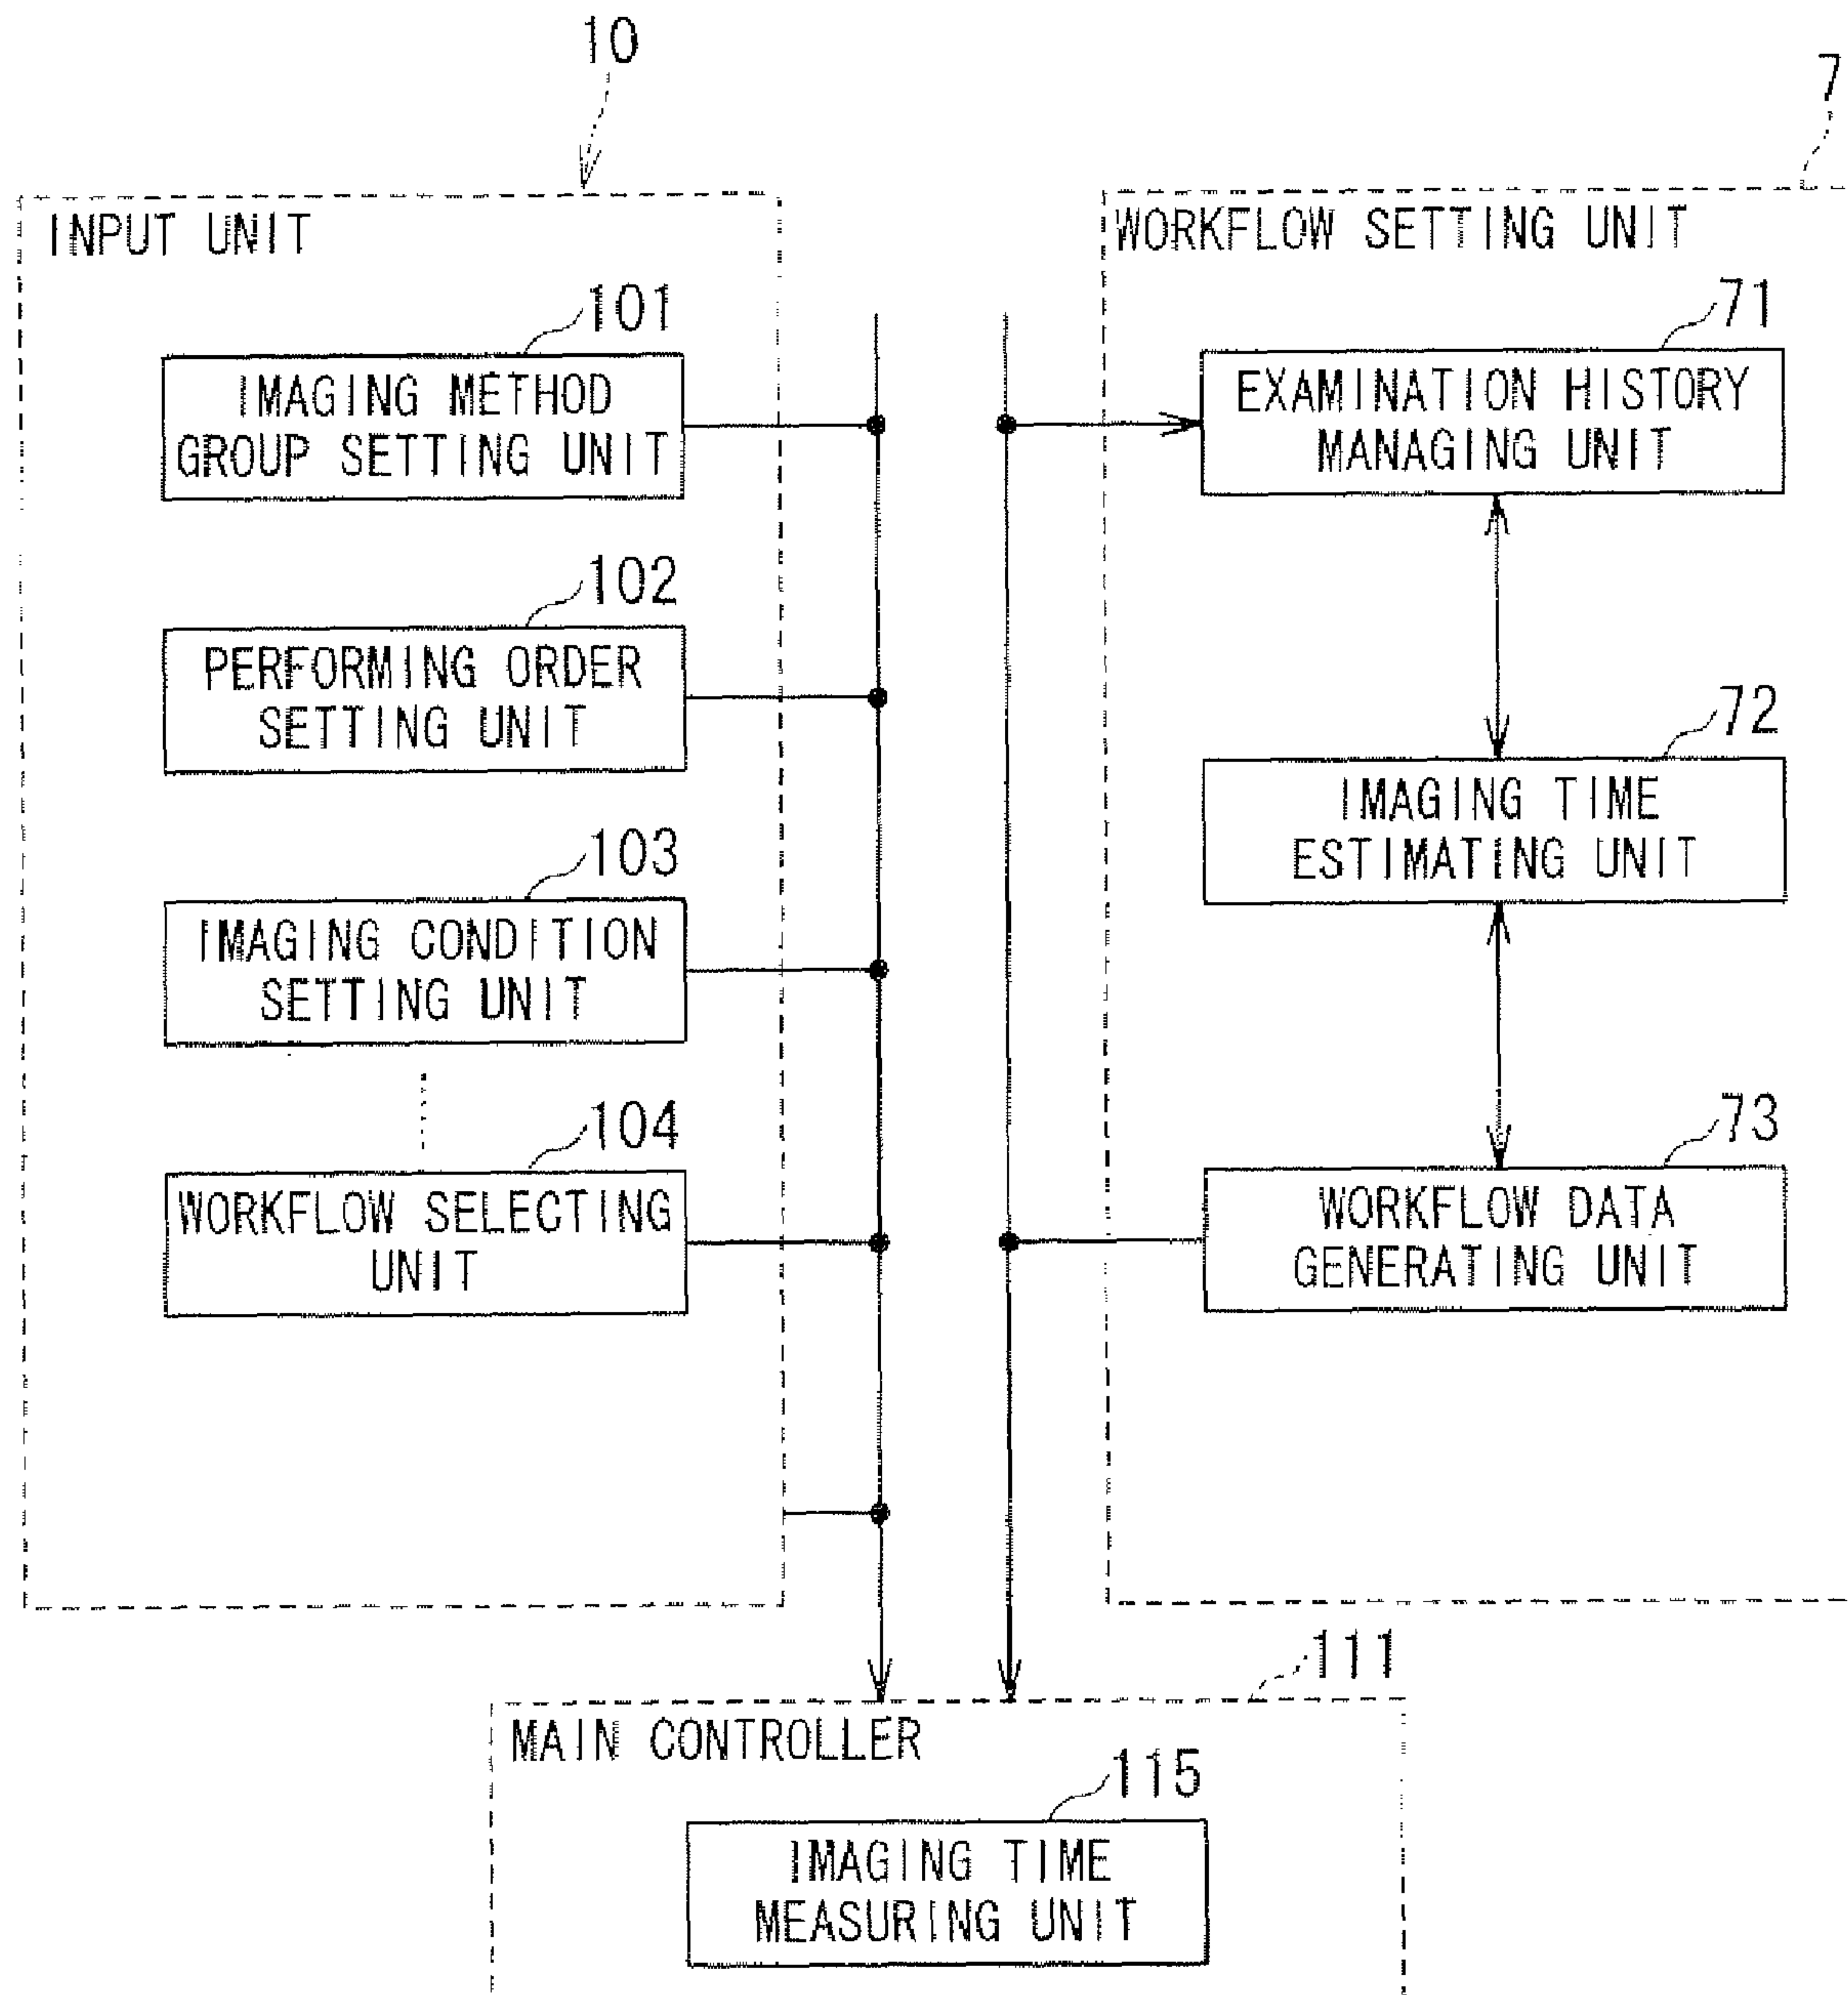 10
7
INPUT UNIT
101
IMAGING METHOD
GROUP SETTING UNIT
102
PERFORMING ORDER
SETTING UNIT
103
IMAGING CONDITION
SETTING UNIT
104
WORKFLOW SELECTING
UNIT
WORKFLOW SETTING UNIT
71
EXAMINATION HISTORY
MANAGING UNIT
72
IMAGING TIME
ESTIMATING UNIT
73
WORKFLOW DATA
GENERATING UNIT
111
MAIN CONTROLLER
115
IMAGING TIME
MEASURING UNIT